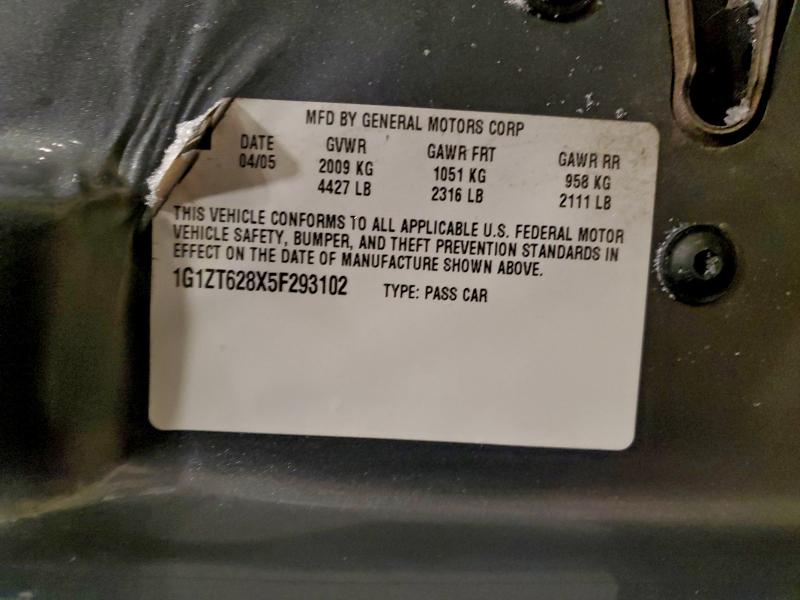 MFD BY GENERAL MOTORS CORP
DATE GVWR GAWR FRT GAWR RR
04/05 2009 KG 1051 KG 958 KG
4427 LB 2316 LB 2111 LB
THIS VEHICLE CONFORMS TO ALL APPLICABLE U.S. FEDERAL MOTOR
VEHICLE SAFETY, BUMPER, AND THEFT PREVENTION STANDARDS IN
EFFECT ON THE DATE OF MANUFACTURE SHOWN ABOVE.
1G1ZT628X5F293102 TYPE: PASS CAR